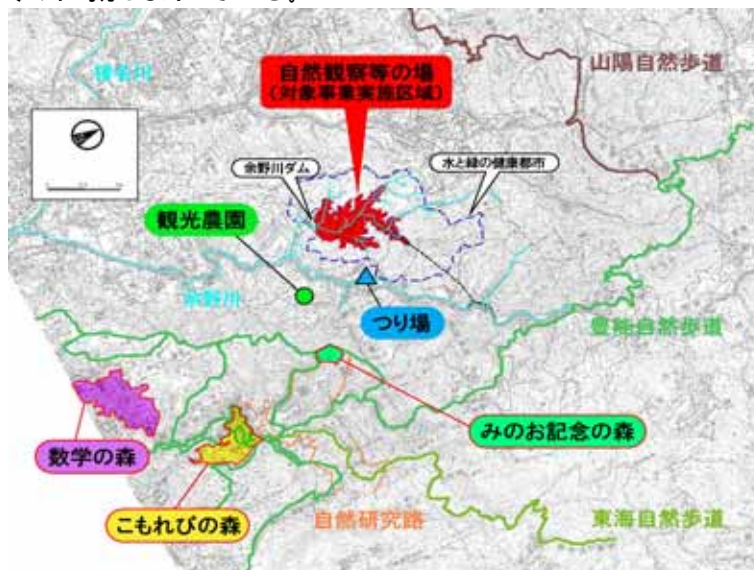 自然観察等の場
(対象事業実施区域)
山陽自然歩道
余野川ダム
水と緑の健康都市
観光農園
余野川
つり場
豊能自然歩道
みのお記念の森
数学の森
こもれびの森
自然研究路
東海自然歩道